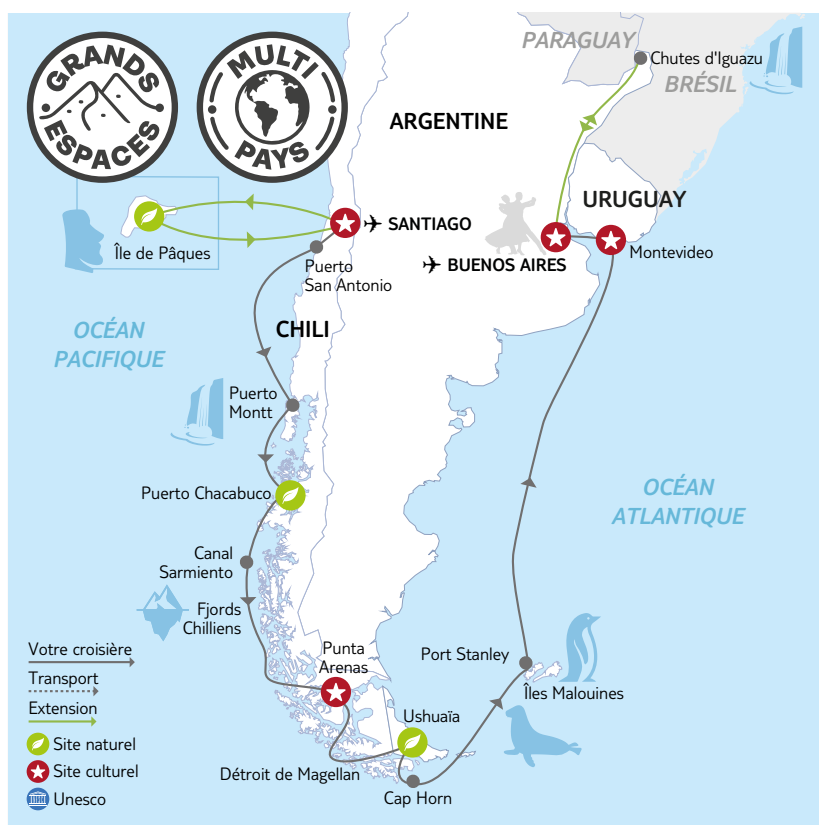 GRANDS
ESPACES
MULTI
PAYS
PARAGUAY
Chutes d'Iguazu
BRÉSIL
ARGENTINE
URUGUAY
SANTIAGO
Île de Pâques
BUENOS AIRES
Montevideo
Puerto
San Antonio
OCÉAN
PACIFIQUE
CHILI
Puerto
Montt
Puerto Chacabuco
OCÉAN
ATLANTIQUE
Canal
Sarmiento
Fjords
Chilliens
Punta
Arenas
Port Stanley
Îles Malouines
Ushuaïa
Détroit de Magellan
Cap Horn
Votre croisière
Transport
Extension
Site naturel
Site culturel
Unesco